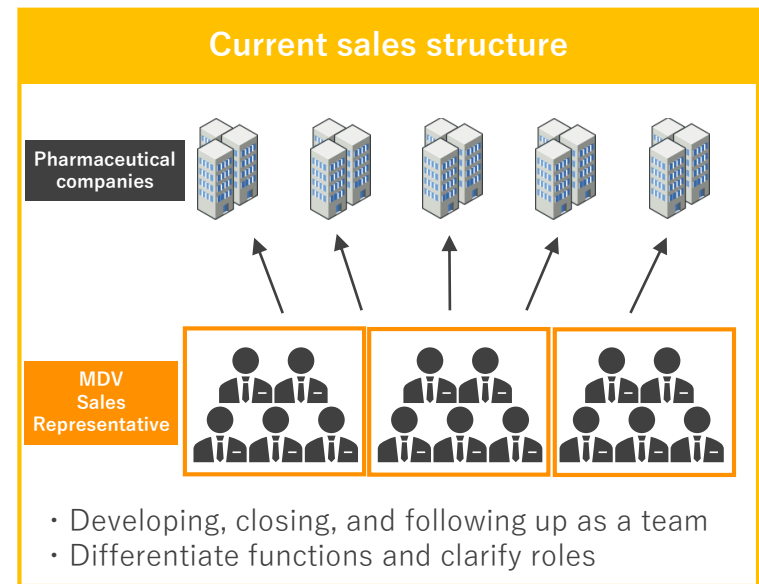 Current sales structure
Pharmaceutical
companies
MDV
Sales
Representative
・Developing, closing, and following up as a team
・Differentiate functions and clarify roles